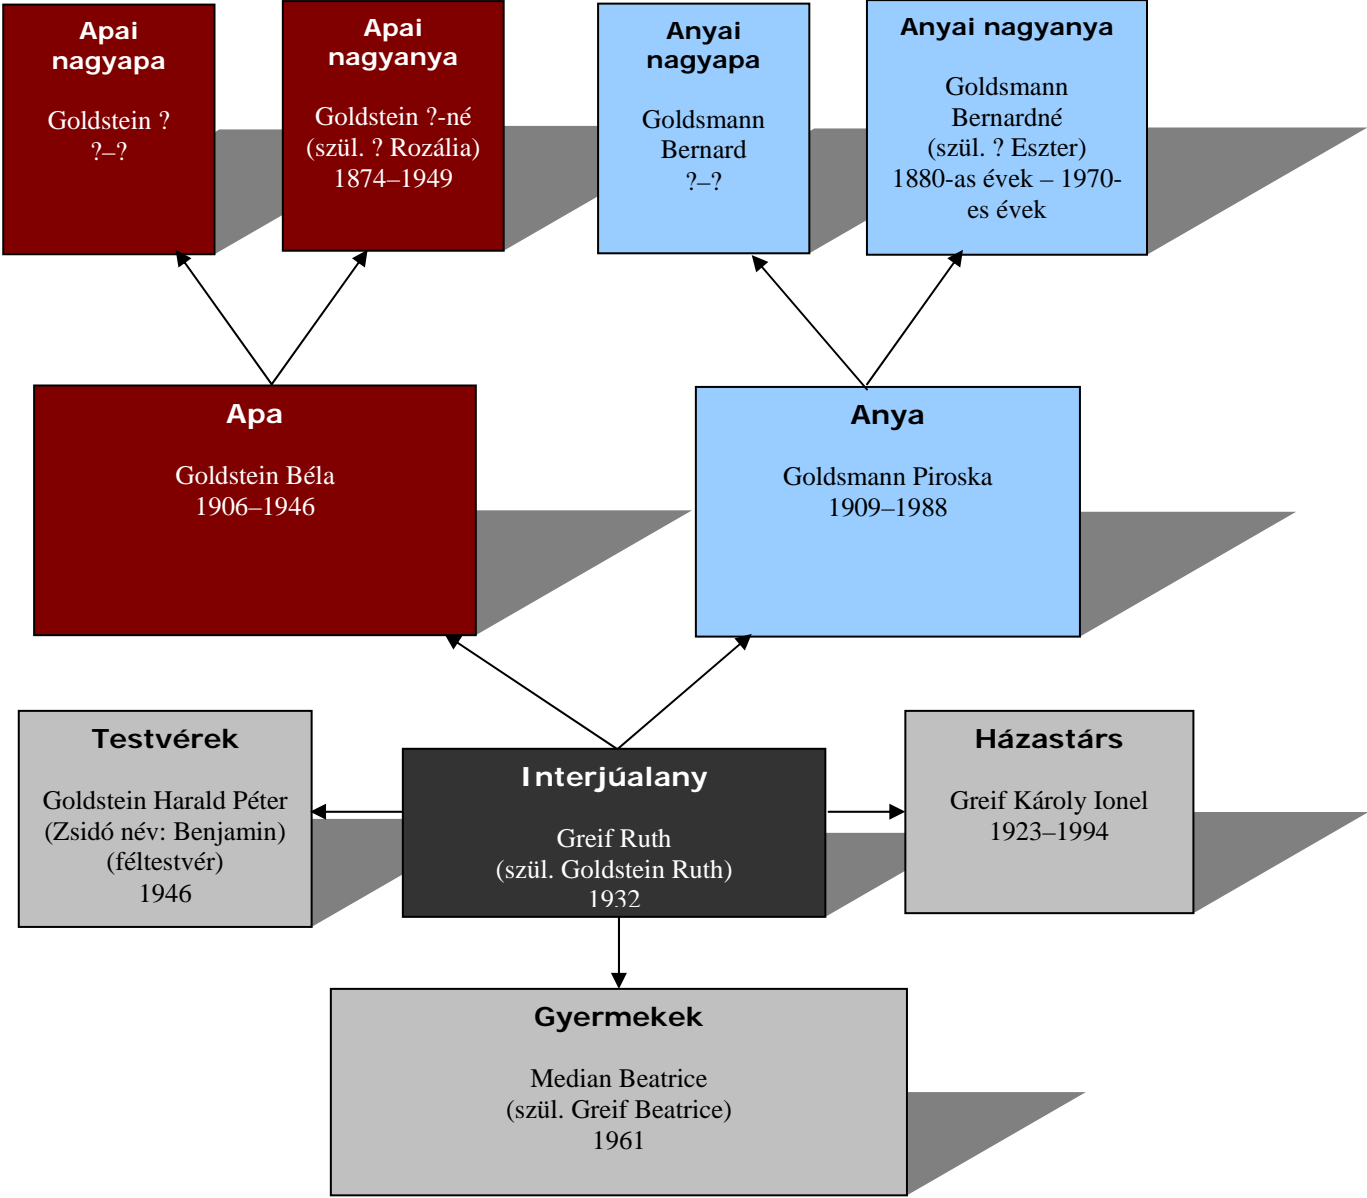 Apai
nagyapa
Goldstein ?
?–?
Apai
nagyanya
Goldstein ?-né
(szül. ? Rozália)
1874–1949
Anyai
nagyapa
Goldsmann
Bernard
?–?
Anyai nagyanya
Goldsmann
Bernardné
(szül. ? Eszter)
1880-as évek – 1970-
es évek
Apa
Goldstein Béla
1906–1946
Anya
Goldsmann Piroska
1909–1988
Testvérek
Goldstein Harald Péter
(Zsidó név: Benjamin)
(féltestvér)
1946
Interjúalany
Greif Ruth
(szül. Goldstein Ruth)
1932
Házastárs
Greif Károly Ionel
1923–1994
Gyermekek
Median Beatrice
(szül. Greif Beatrice)
1961